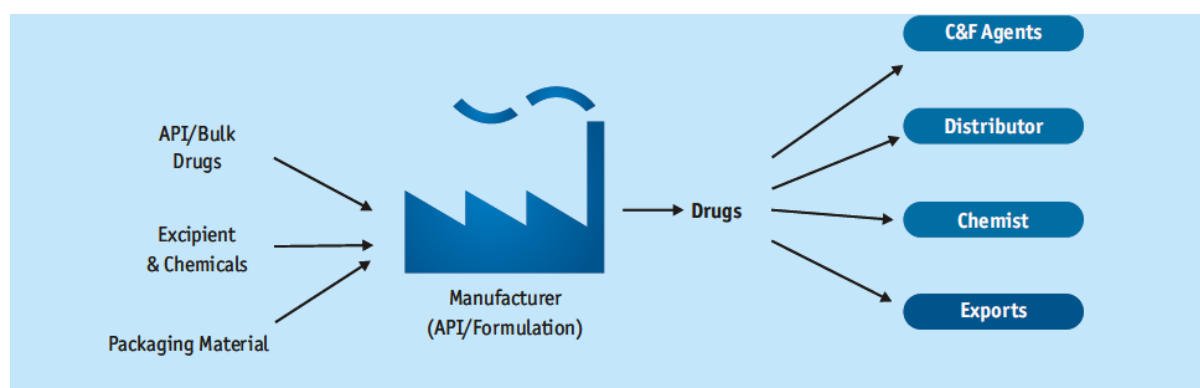 API/Bulk
Drugs
Excipient
& Chemicals
Packaging Material
Manufacturer
(API/Formulation)
Drugs
C&F Agents
Distributor
Chemist
Exports